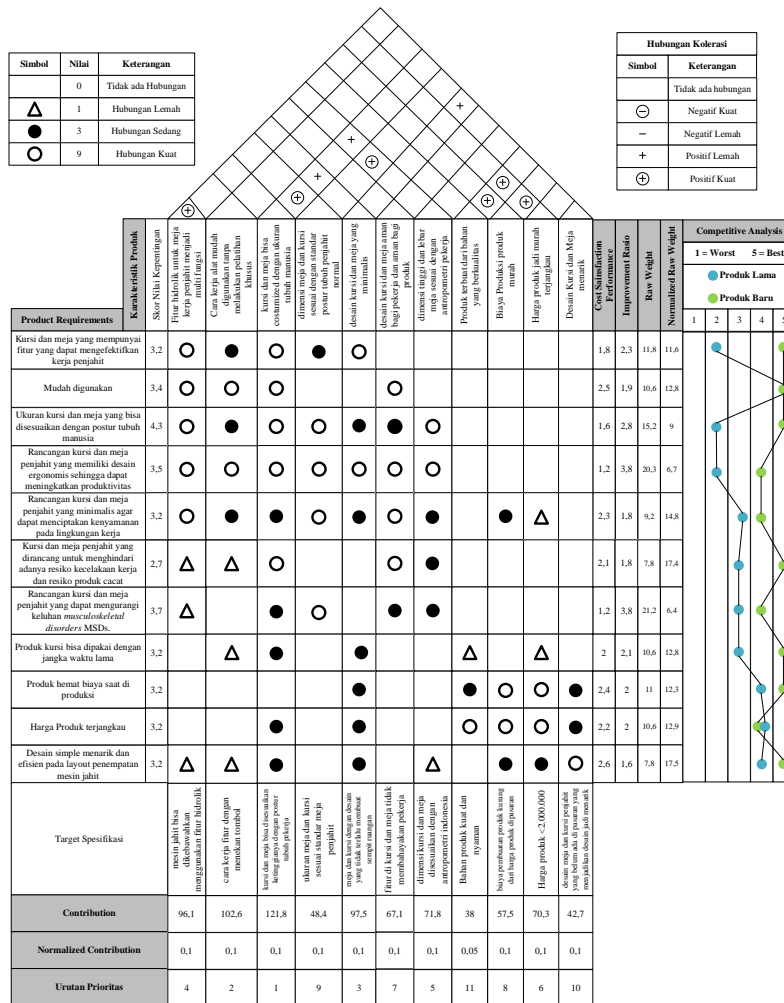 Simbol Nilai Keterangan
0 Tidak ada Hubungan
1 Hubungan Lemah
3 Hubungan Sedang
9 Hubungan Kuat
Hubungan Kolerasi
Simbol Keterangan
Tidak ada hubungan
Negatif Kuat
− Negatif Lemah
+ Positif Lemah
Positif Kuat
+
+
+
+
+
+
+
+
+
Karakteristik Produk
Skor Nilai Kepentingan
Fitur hidrolik untuk meja
kerja penjahit menjadi
multi fungsi
Cara kerja alat mudah
digunakan tanpa
melakukan pelatihan
khusus
kursi dan meja bisa
costumized dengan ukuran
tubuh manusia
dimensi meja dan kursi
sesuai dengan standar
postur tubuh penjahit
normal
desain kursi dan meja yang
minimalis
desain kursi dan meja aman
bagi pekerja dan aman bagi
produk
dimensi tinggi dan lebar
meja sesuai dengan
antropometri pekerja
Produk terbuat dari bahan
yang berkualitas
Biaya Produksi produk
murah
Harga produk jadi murah
terjangkau
Desain Kursi dan Meja
menarik
Cost Satisfaction
Performance
Improvement Rasio
Raw Weight
Normalized Raw Weight
Competitive Analysis
1 = Worst 5 = Best
Produk Lama
Produk Baru
Product Requirements
1 2 3 4 5
Kursi dan meja yang mempunyai
fitur yang dapat mengefektifkan
kerja penjahit
3,2 1,8 2,3 11,8 11,6
Mudah digunakan
3,4 2,5 1,9 10,6 12,8
Ukuran kursi dan meja yang bisa
disesuaikan dengan postur tubuh
manusia
4,3 1,6 2,8 15,2 9
Rancangan kursi dan meja
penjahit yang memiliki desain
ergonomis sehingga dapat
meningkatkan produktivitas
3,5 1,2 3,8 20,3 6,7
Rancangan kursi dan meja
penjahit yang minimalis agar
dapat menciptakan kenyamanan
pada lingkungan kerja
3,2 2,3 1,8 9,2 14,8
Kursi dan meja penjahit yang
dirancang untuk menghindari
adanya resiko kecelakaan kerja
dan resiko produk cacat
2,7 2,1 1,8 7,8 17,4
Rancangan kursi dan meja
penjahit yang dapat mengurangi
keluhan musculoskeletal
disorders MSDs.
3,7 1,2 3,8 21,2 6,4
Produk kursi bisa dipakai dengan
jangka waktu lama
3,2 2 2,1 10,6 12,8
Produk hemat biaya saat di
produksi
3,2 2,4 2 11 12,3
Harga Produk terjangkau
3,2 2,2 2 10,6 12,9
Desain simple menarik dan
efisien pada layout penempatan
mesin jahit
3,2 2,6 1,6 7,8 17,5
Target Spesifikasi
mesin jahit bisa
dikebawahkan
menggunakan fitur hidrolik
cara kerja fitur dengan
menekan tombol
kursi dan meja bisa disesuaikan
ketinggianya dengan postur
tubuh pekerja
ukuran meja dan kursi
sesuai standar meja
penjahit
meja dan kursi dengan desain
yang tidak terlalu membuat
sempit ruangan
fitur di kursi dan meja tidak
membahayakan pekerja
dimensi kursi dan meja
disesuaikan dengan
antropometri indonesia
Bahan produk kuat dan
nyaman
biaya pembuatan produk kurang
dari harga produk dipasaran
Harga produk <2.000.000
desain meja dan kursi penjahit
yang belum ada di pasaran yang
menjadikan desain jadi menarik
Contribution 96,1 102,6 121,8 48,4 97,5 67,1 71,8 38 57,5 70,3 42,7
Normalized Contribution 0,1 0,1 0,1 0,1 0,1 0,1 0,1 0,05 0,1 0,1 0,1
Urutan Prioritas 4 2 1 9 3 7 5 11 8 6 10